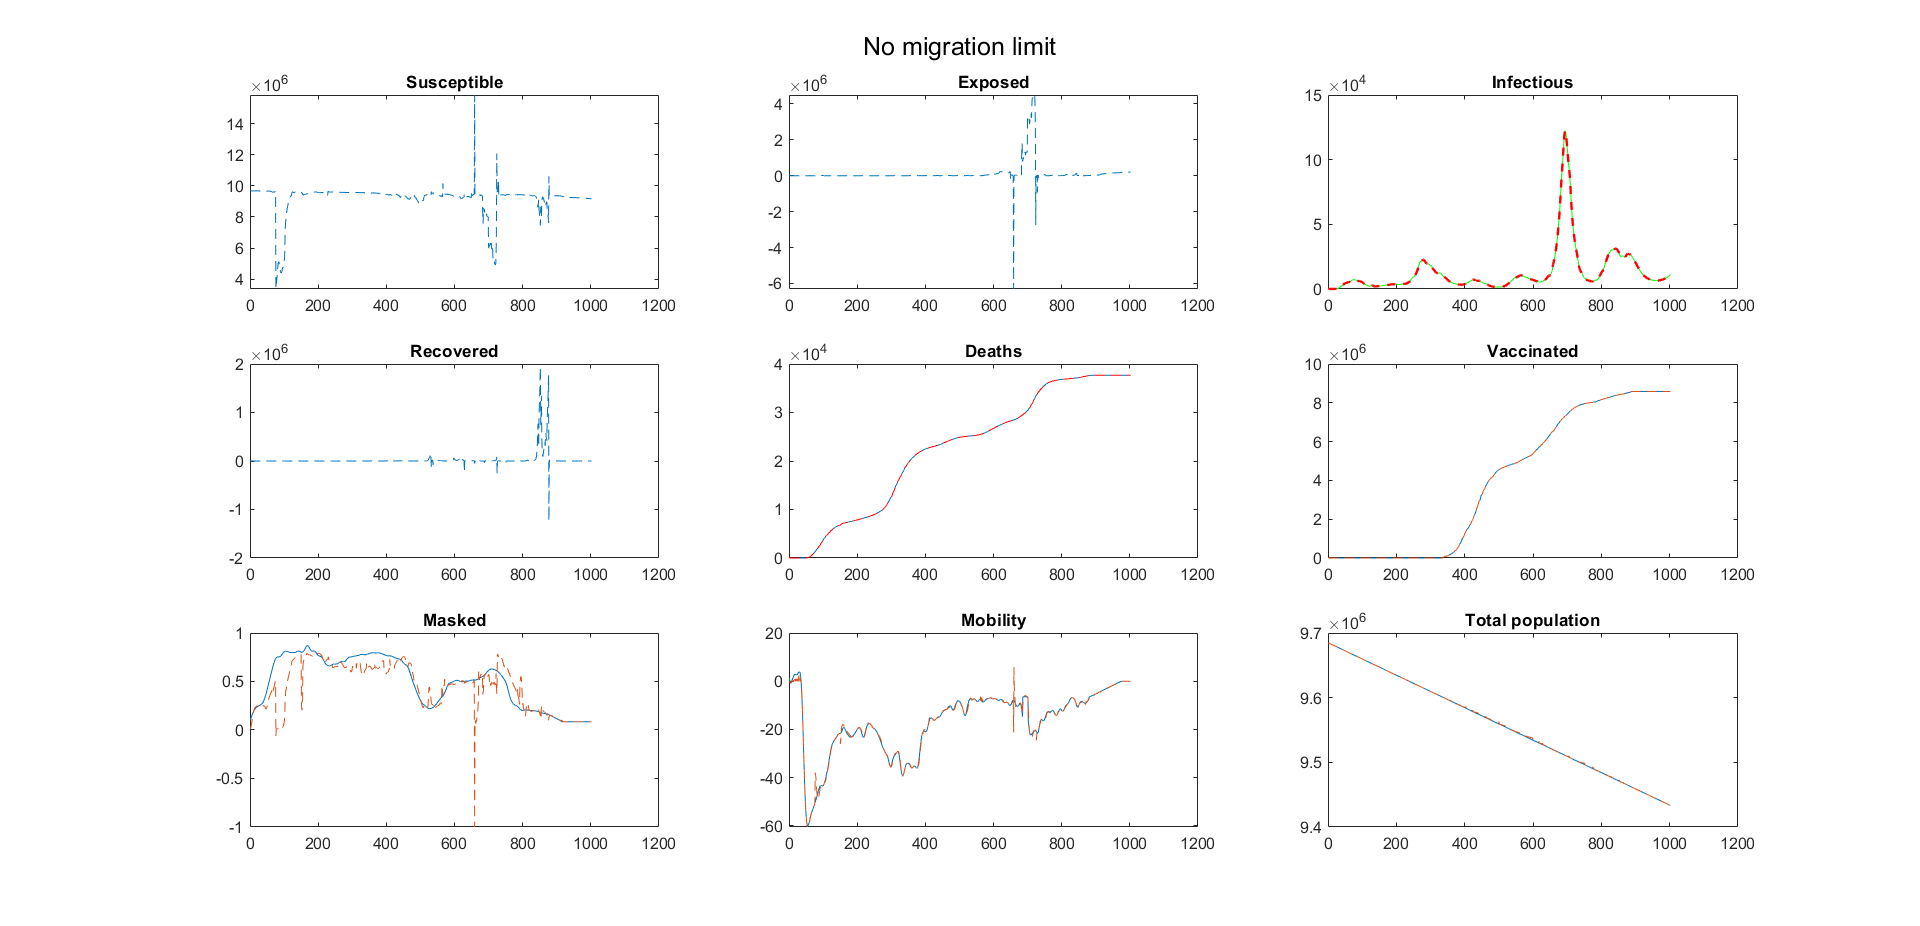 No migration limit
Susceptible
×10^6
14
12
10
8
6
4
0 200 400 600 800 1000 1200
Exposed
×10^6
4
2
0
-2
-4
-6
0 200 400 600 800 1000 1200
Infectious
×10^4
15
10
5
0
0 200 400 600 800 1000 1200
Recovered
×10^6
2
1
0
-1
-2
0 200 400 600 800 1000 1200
Deaths
×10^4
4
3
2
1
0
0 200 400 600 800 1000 1200
Vaccinated
×10^6
10
8
6
4
2
0
0 200 400 600 800 1000 1200
Masked
1
0.5
0
-0.5
-1
0 200 400 600 800 1000 1200
Mobility
20
0
-20
-40
-60
0 200 400 600 800 1000 1200
Total population
×10^6
9.7
9.6
9.5
9.4
0 200 400 600 800 1000 1200